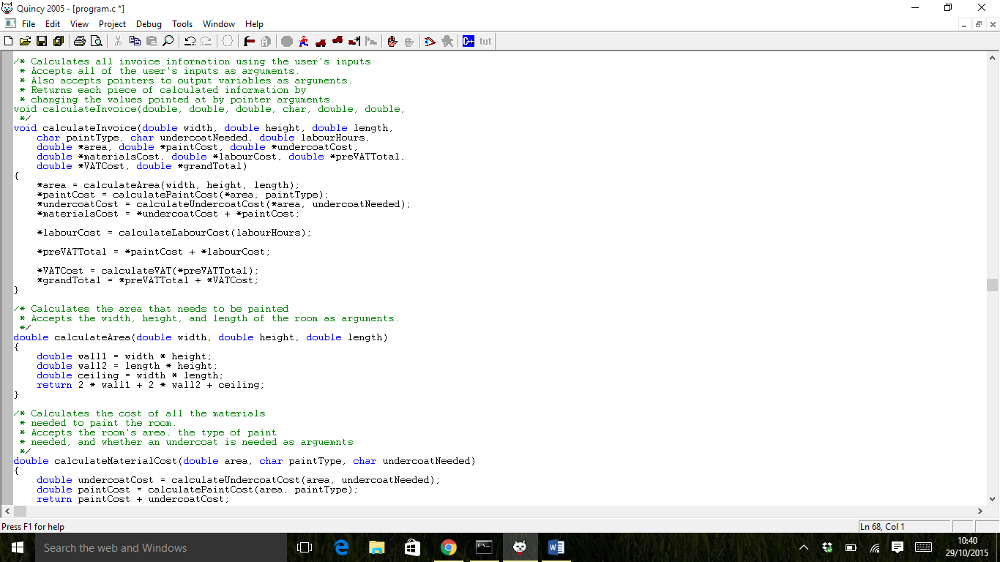 Quincy 2005 - [program.c *]
File Edit View Project Debug Tools Window Help
C++ tut
/* Calculates all invoice information using the user's inputs
 * Accepts all of the user's inputs as arguments.
 * Also accepts pointers to output variables as arguments.
 * Returns each piece of calculated information by
 * changing the values pointed at by pointer arguments.
void calculateInvoice(double, double, double, char, double, double,
 */
void calculateInvoice(double width, double height, double length,
    char paintType, char undercoatNeeded, double labourHours,
    double *area, double *paintCost, double *undercoatCost,
    double *materialsCost, double *labourCost, double *preVATTotal,
    double *VATCost, double *grandTotal)
{
    *area = calculateArea(width, height, length);
    *paintCost = calculatePaintCost(*area, paintType);
    *undercoatCost = calculateUndercoatCost(*area, undercoatNeeded);
    *materialsCost = *undercoatCost + *paintCost;
    *labourCost = calculateLabourCost(labourHours);
    *preVATTotal = *paintCost + *labourCost;
    *VATCost = calculateVAT(*preVATTotal);
    *grandTotal = *preVATTotal + *VATCost;
}
/* Calculates the area that needs to be painted
 * Accepts the width, height, and length of the room as arguments.
 */
double calculateArea(double width, double height, double length)
{
    double wall1 = width * height;
    double wall2 = length * height;
    double ceiling = width * length;
    return 2 * wall1 + 2 * wall2 + ceiling;
}
/* Calculates the cost of all the materials
 * needed to paint the room.
 * Accepts the room's area, the type of paint
 * needed, and whether an undercoat is needed as arguemnts
 */
double calculateMaterialCost(double area, char paintType, char undercoatNeeded)
{
    double undercoatCost = calculateUndercoatCost(area, undercoatNeeded);
    double paintCost = calculatePaintCost(area, paintType);
    return paintCost + undercoatCost;
Press F1 for help
Ln 68, Col 1
Search the web and Windows
10:40
29/10/2015